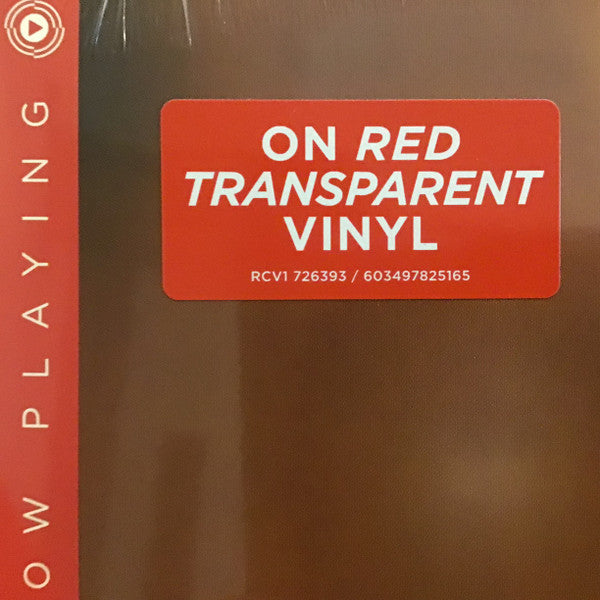 OW PLAYING
ON RED
TRANSPARENT
VINYL
RCV1 726393 / 603497825165